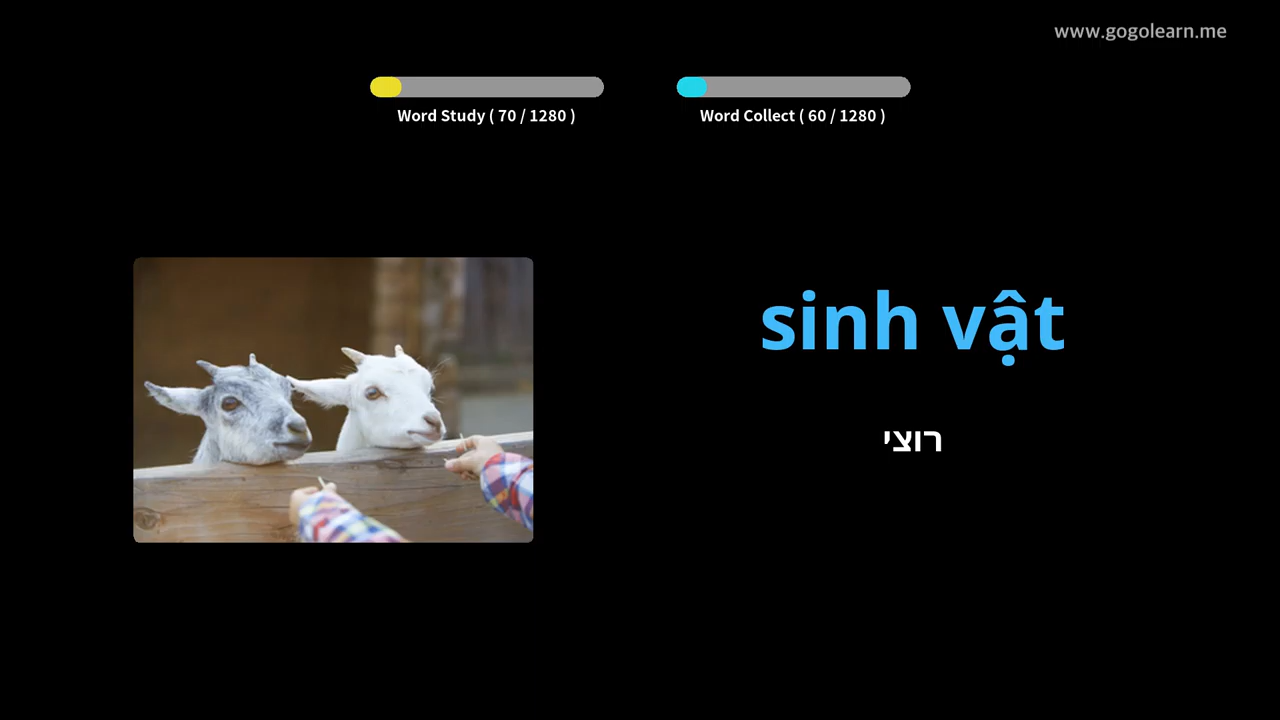 www.gogolearn.me
Word Study ( 70 / 1280 )
Word Collect ( 60 / 1280 )
sinh vật
רוצי